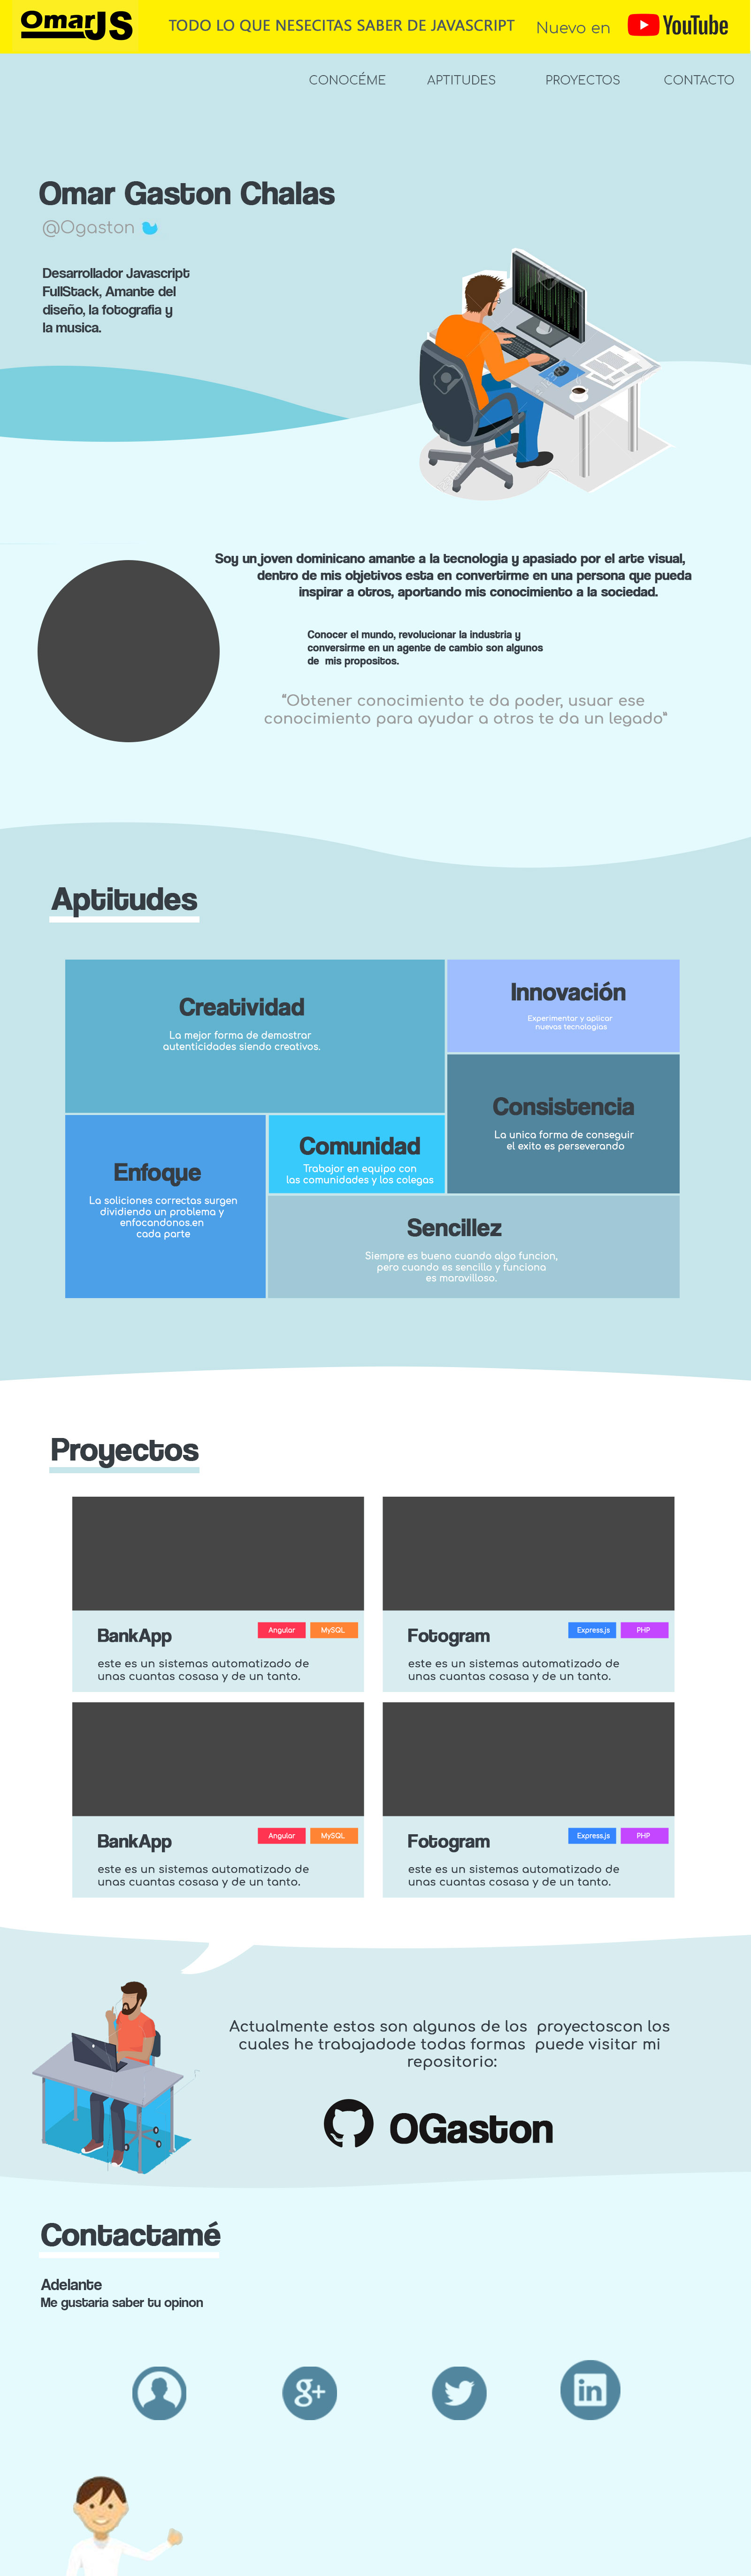 OmarJS
TODO LO QUE NESECITAS SABER DE JAVASCRIPT
Nuevo en
YouTube
CONOCÉME
APTITUDES
PROYECTOS
CONTACTO
Omar Gaston Chalas
@Ogaston
Desarrollador Javascript
FullStack, Amante del
diseño, la fotografia y
la musica.
Soy un joven dominicano amante a la tecnologia y apasiado por el arte visual,
dentro de mis objetivos esta en convertirme en una persona que pueda
inspirar a otros, aportando mis conocimiento a la sociedad.
Conocer el mundo, revolucionar la industria y
conversirme en un agente de cambio son algunos
de mis propositos.
“Obtener conocimiento te da poder, usuar ese
conocimiento para ayudar a otros te da un legado”
Aptitudes
Creatividad
La mejor forma de demostrar
autenticidades siendo creativos.
Innovación
Experimentar y aplicar
nuevas tecnologias
Consistencia
La unica forma de conseguir
el exito es perseverando
Enfoque
La soliciones correctas surgen
dividiendo un problema y
enfocandonos.en
cada parte
Comunidad
Trabajar en equipo con
las comunidades y los colegas
Sencillez
Siempre es bueno cuando algo funcion,
pero cuando es sencillo y funciona
es maravilloso.
Proyectos
BankApp
Angular
MySQL
este es un sistemas automatizado de
unas cuantas cosasa y de un tanto.
Fotogram
Express.js
PHP
este es un sistemas automatizado de
unas cuantas cosasa y de un tanto.
BankApp
Angular
MySQL
este es un sistemas automatizado de
unas cuantas cosasa y de un tanto.
Fotogram
Express.js
PHP
este es un sistemas automatizado de
unas cuantas cosasa y de un tanto.
Actualmente estos son algunos de los proyectoscon los
cuales he trabajadode todas formas puede visitar mi
repositorio:
OGaston
Contactamé
Adelante
Me gustaria saber tu opinon
g+
in